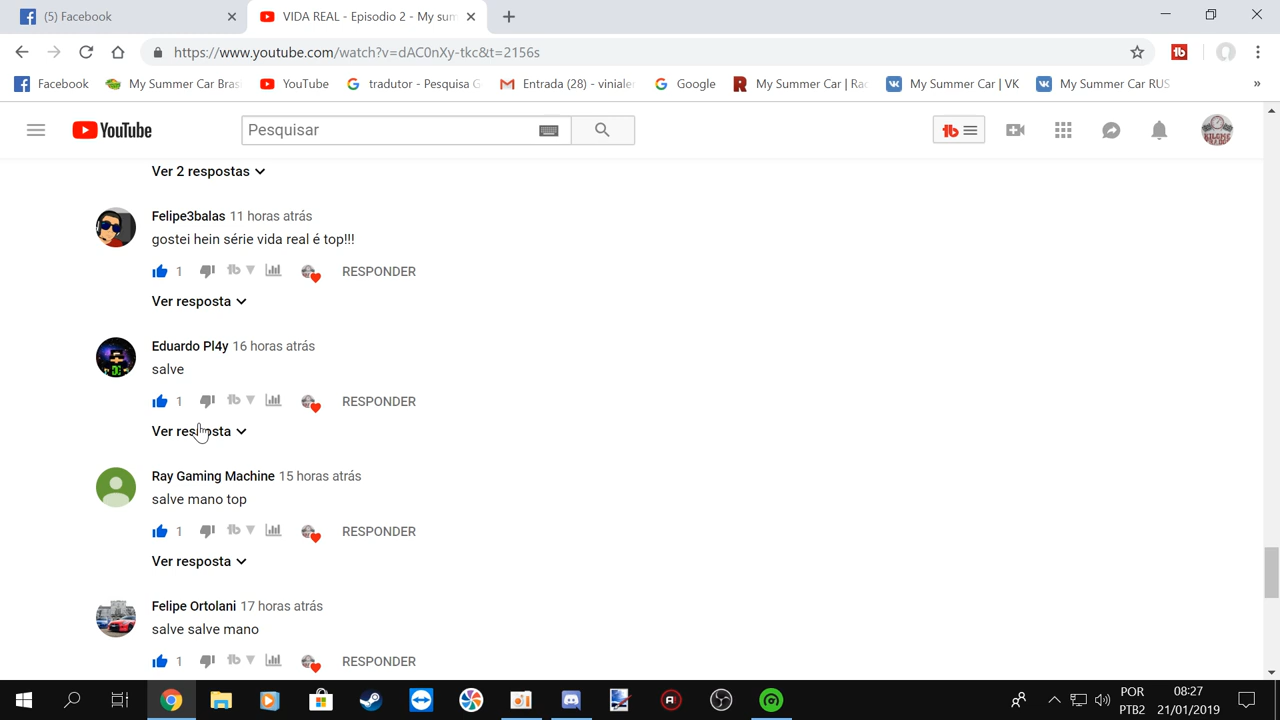 (5) Facebook
VIDA REAL - Episodio 2 - My sum
https://www.youtube.com/watch?v=dAC0nXy-tkc&t=2156s
Facebook My Summer Car Bras YouTube tradutor - Pesquisa G Entrada (28) - vinialer Google My Summer Car | Rac My Summer Car | VK My Summer Car RUS »
YouTube
Pesquisar
Ver 2 respostas
Felipe3balas 11 horas atrás
gostei hein série vida real é top!!!
1 RESPONDER
Ver resposta
Eduardo Pl4y 16 horas atrás
salve
1 RESPONDER
Ver resposta
Ray Gaming Machine 15 horas atrás
salve mano top
1 RESPONDER
Ver resposta
Felipe Ortolani 17 horas atrás
salve salve mano
1 RESPONDER
POR 08:27
PTB2 21/01/2019